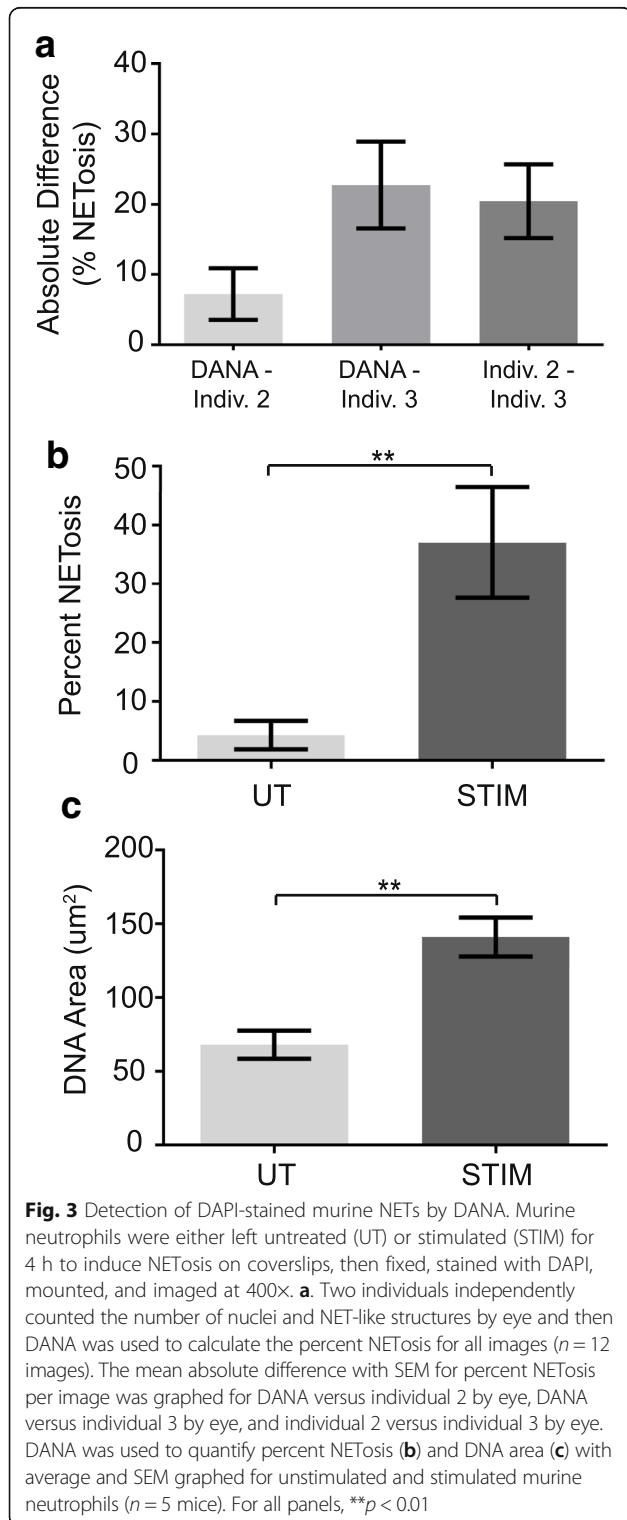 a
Absolute Difference
(% NETosis)
40
30
20
10
0
DANA -
Indiv. 2
DANA -
Indiv. 3
Indiv. 2 -
Indiv. 3
b
Percent NETosis
50
40
30
20
10
0
**
UT
STIM
c
DNA Area (um²)
200
150
100
50
0
**
UT
STIM
Fig. 3 Detection of DAPI-stained murine NETs by DANA. Murine
neutrophils were either left untreated (UT) or stimulated (STIM) for
4 h to induce NETosis on coverslips, then fixed, stained with DAPI,
mounted, and imaged at 400×. a. Two individuals independently
counted the number of nuclei and NET-like structures by eye and then
DANA was used to calculate the percent NETosis for all images (n = 12
images). The mean absolute difference with SEM for percent NETosis
per image was graphed for DANA versus individual 2 by eye, DANA
versus individual 3 by eye, and individual 2 versus individual 3 by eye.
DANA was used to quantify percent NETosis (b) and DNA area (c) with
average and SEM graphed for unstimulated and stimulated murine
neutrophils (n = 5 mice). For all panels, **p < 0.01